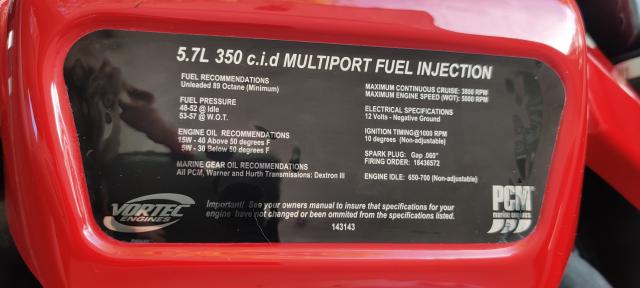 5.7L 350 c.i.d MULTIPORT FUEL INJECTION
FUEL RECOMMENDATIONS
Unleaded 89 Octane (Minimum)
FUEL PRESSURE
48-52 @ Idle
53-57 @ W.O.T.
ENGINE OIL RECOMMENDATIONS
15W - 40 Above 50 degrees F
5W - 30 Below 50 degrees F
MARINE GEAR OIL RECOMMENDATIONS
All PCM, Warner and Hurth Transmissions: Dextron III
MAXIMUM CONTINUOUS CRUISE: 3800 RPM
MAXIMUM ENGINE SPEED (WOT): 5000 RPM
ELECTRICAL SPECIFICATIONS
12 Volts - Negative Ground
IGNITION TIMING@1000 RPM
10 degrees (Non-adjustable)
SPARK PLUG: Gap .060"
FIRING ORDER: 18436572
ENGINE IDLE: 650-700 (Non-adjustable)
VORTEC
ENGINES
Important! See your owners manual to insure that specifications for your
engine have not changed or been ommited from the specifications listed.
143143
PCM
marine engines